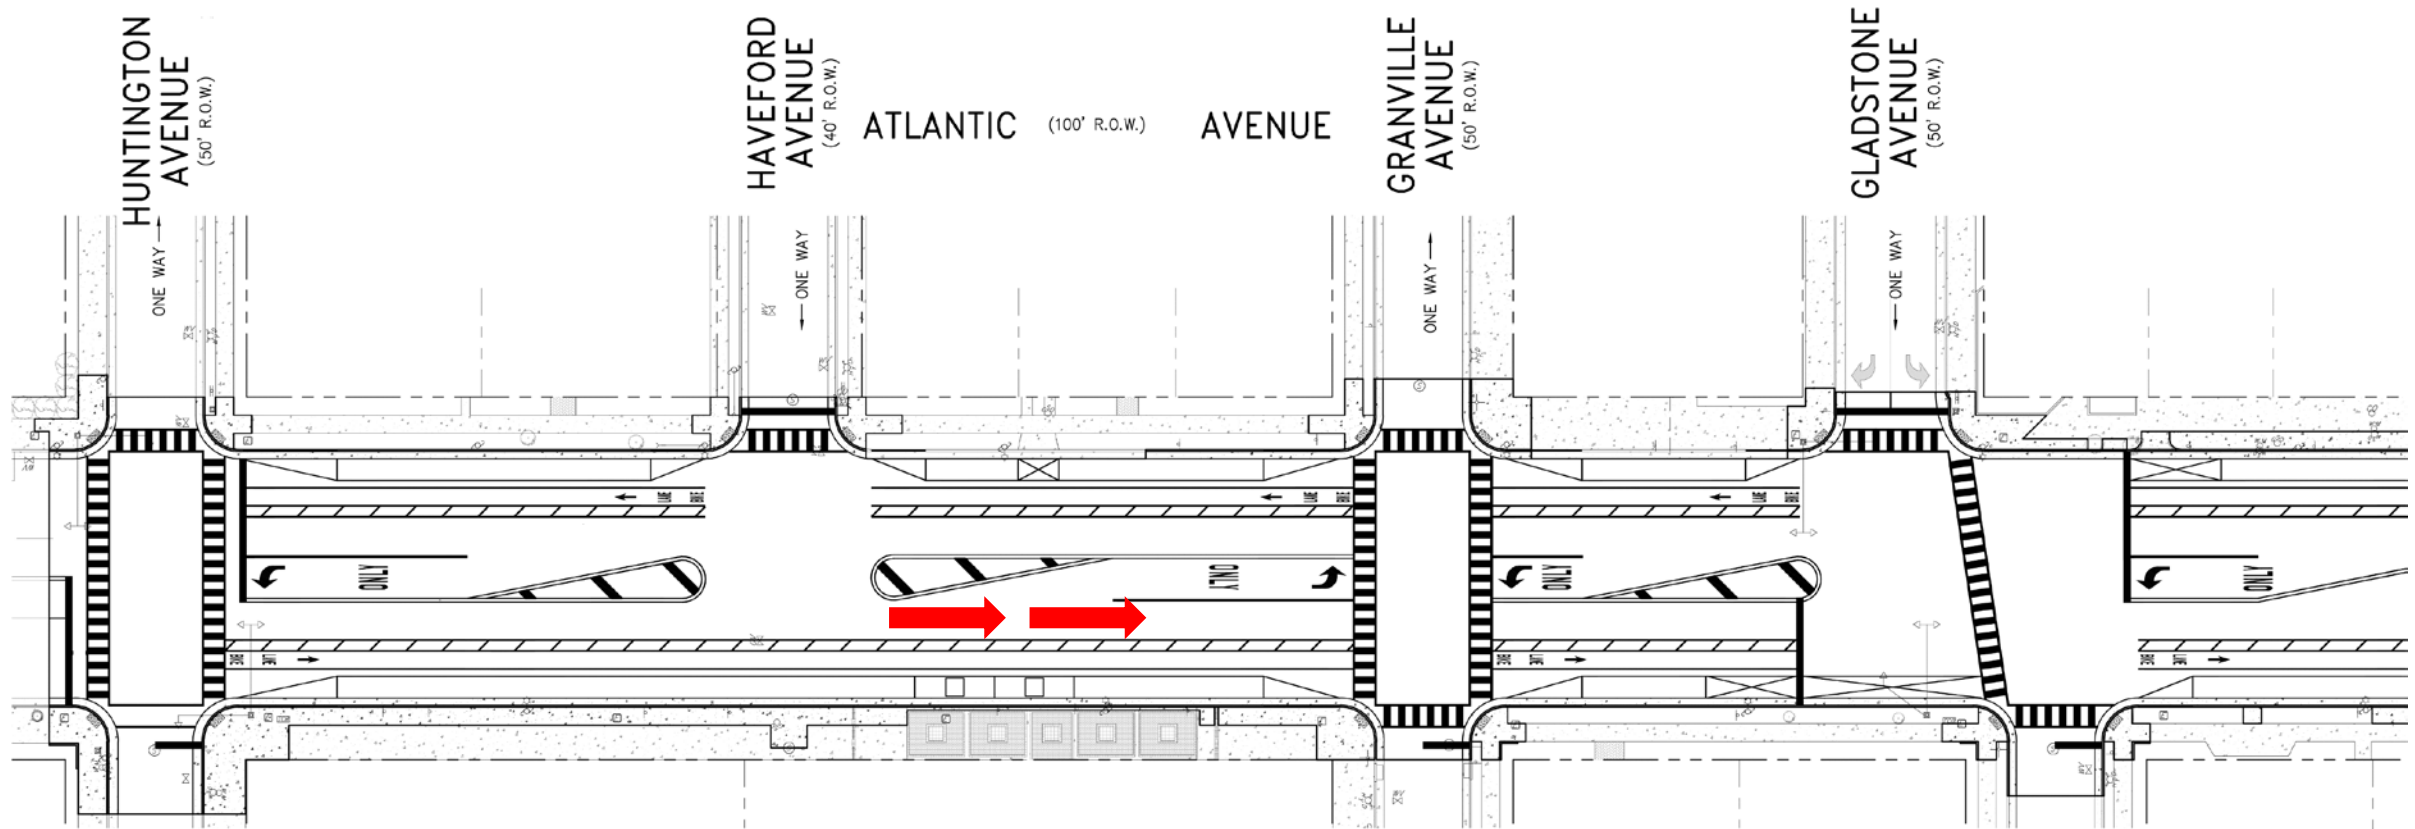 HUNTINGTON
AVENUE
(50' R.O.W.)
HAVEFORD
AVENUE
(40' R.O.W.)
ATLANTIC (100' R.O.W.) AVENUE
GRANVILLE
AVENUE
(50' R.O.W.)
GLADSTONE
AVENUE
(50' R.O.W.)
ONE WAY
ONE WAY
ONE WAY
ONE WAY
LANE BIKE
LANE BIKE
LANE BIKE
ONLY
ONLY
ONLY
ONLY
BIKE LANE
BIKE LANE
BIKE LANE